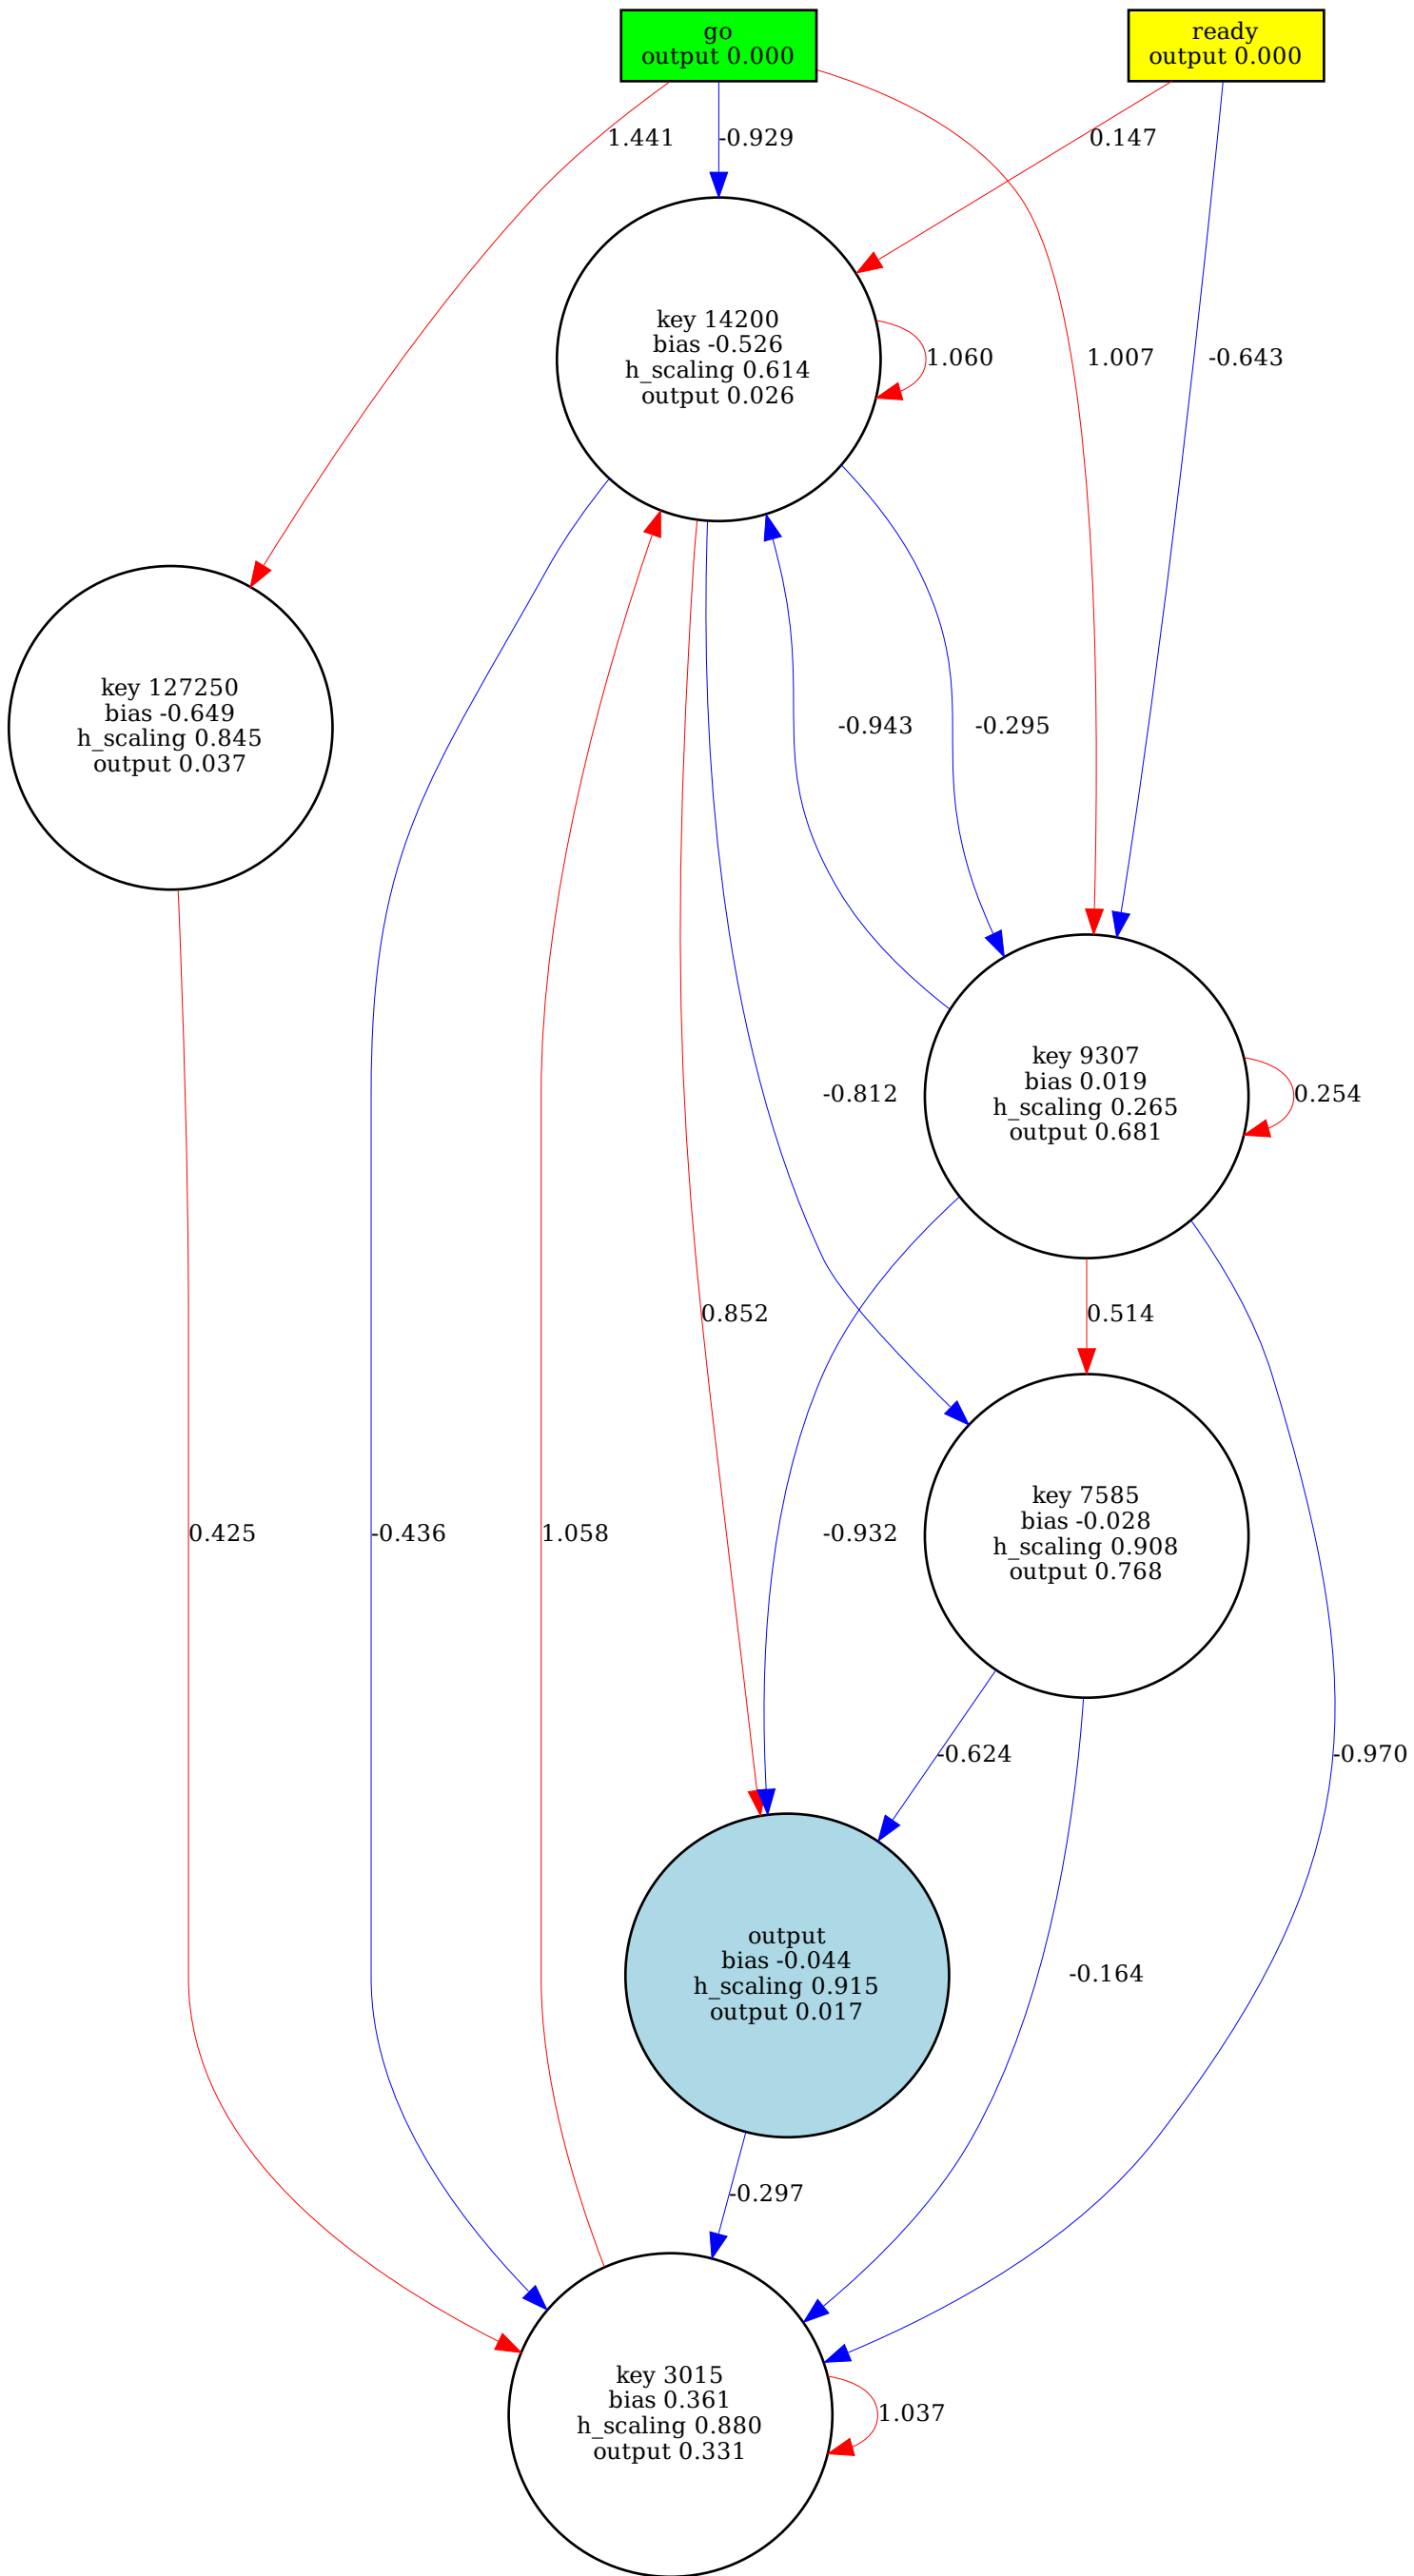 go
output 0.000
ready
output 0.000
1.441
-0.929
0.147
key 14200
bias -0.526
h_scaling 0.614
output 0.026
1.060
1.007
-0.643
key 127250
bias -0.649
h_scaling 0.845
output 0.037
-0.943
-0.295
key 9307
bias 0.019
h_scaling 0.265
output 0.681
-0.812
0.254
0.852
0.514
key 7585
bias -0.028
h_scaling 0.908
output 0.768
0.425
-0.436
1.058
-0.932
-0.624
-0.970
output
bias -0.044
h_scaling 0.915
output 0.017
-0.164
-0.297
key 3015
bias 0.361
h_scaling 0.880
output 0.331
1.037